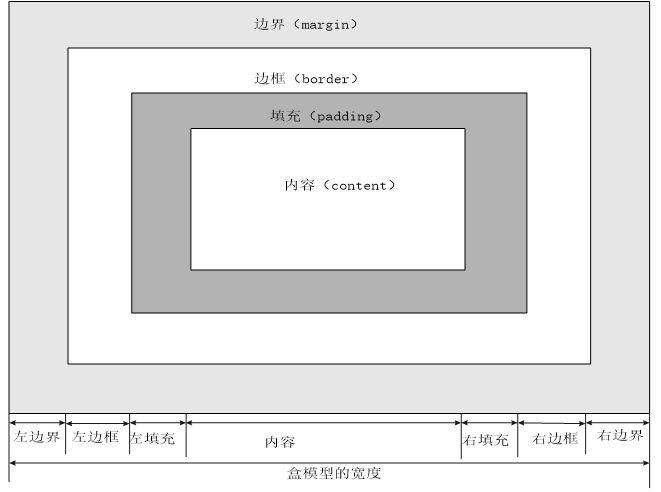 边界（margin）
边框（border）
填充（padding）
内容（content）
左边界 左边框 左填充 内容 右填充 右边框 右边界
盒模型的宽度